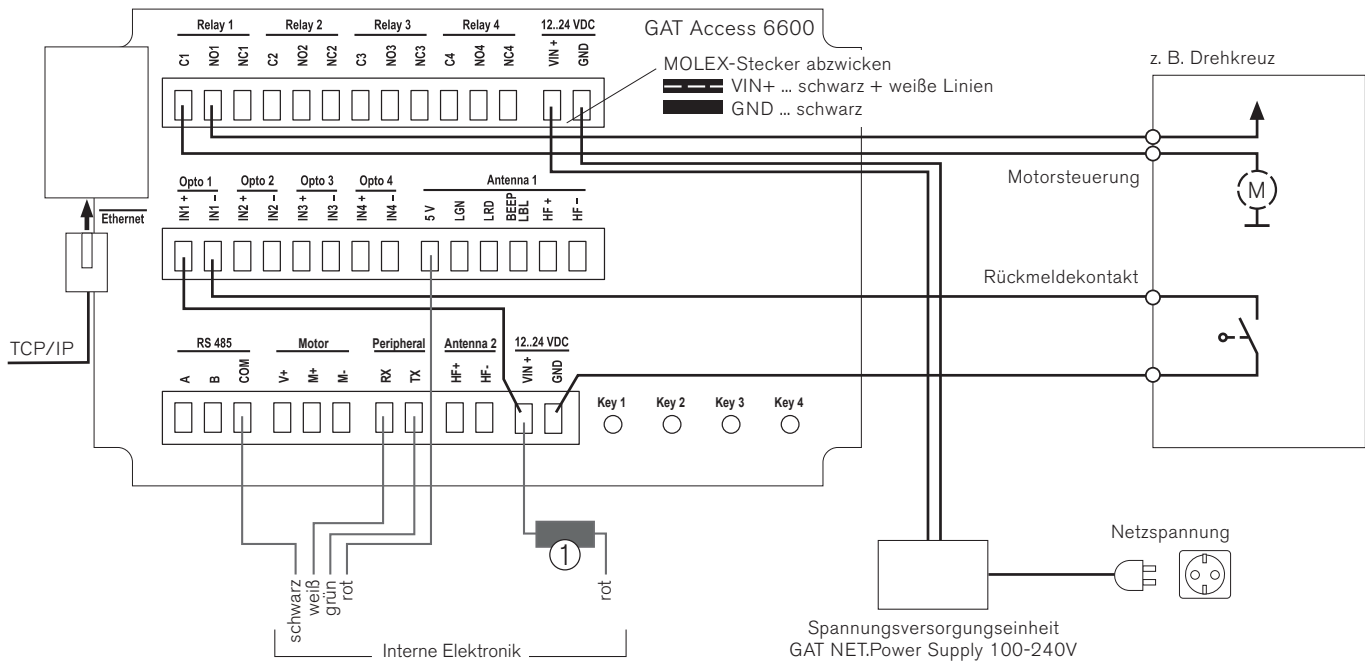 Relay 1 Relay 2 Relay 3 Relay 4 12..24 VDC
GAT Access 6600
C1 NO1 NC1 C2 NO2 NC2 C3 NO3 NC3 C4 NO4 NC4 VIN + GND
MOLEX-Stecker abzwicken
VIN+ ... schwarz + weiße Linien
GND ... schwarz
z. B. Drehkreuz
Motorsteuerung
M
Opto 1 Opto 2 Opto 3 Opto 4 Antenna 1
IN1 + IN1 – IN2 + IN2 – IN3 + IN3 – IN4 + IN4 – 5 V LGN LRD BEEP LBL HF + HF –
Ethernet
Rückmeldekontakt
TCP/IP
RS 485 Motor Peripheral Antenna 2 12..24 VDC
A B COM V+ M+ M- RX TX HF+ HF- VIN + GND
Key 1 Key 2 Key 3 Key 4
1
schwarz
weiß
grün
rot
rot
Interne Elektronik
Netzspannung
Spannungsversorgungseinheit
GAT NET.Power Supply 100-240V